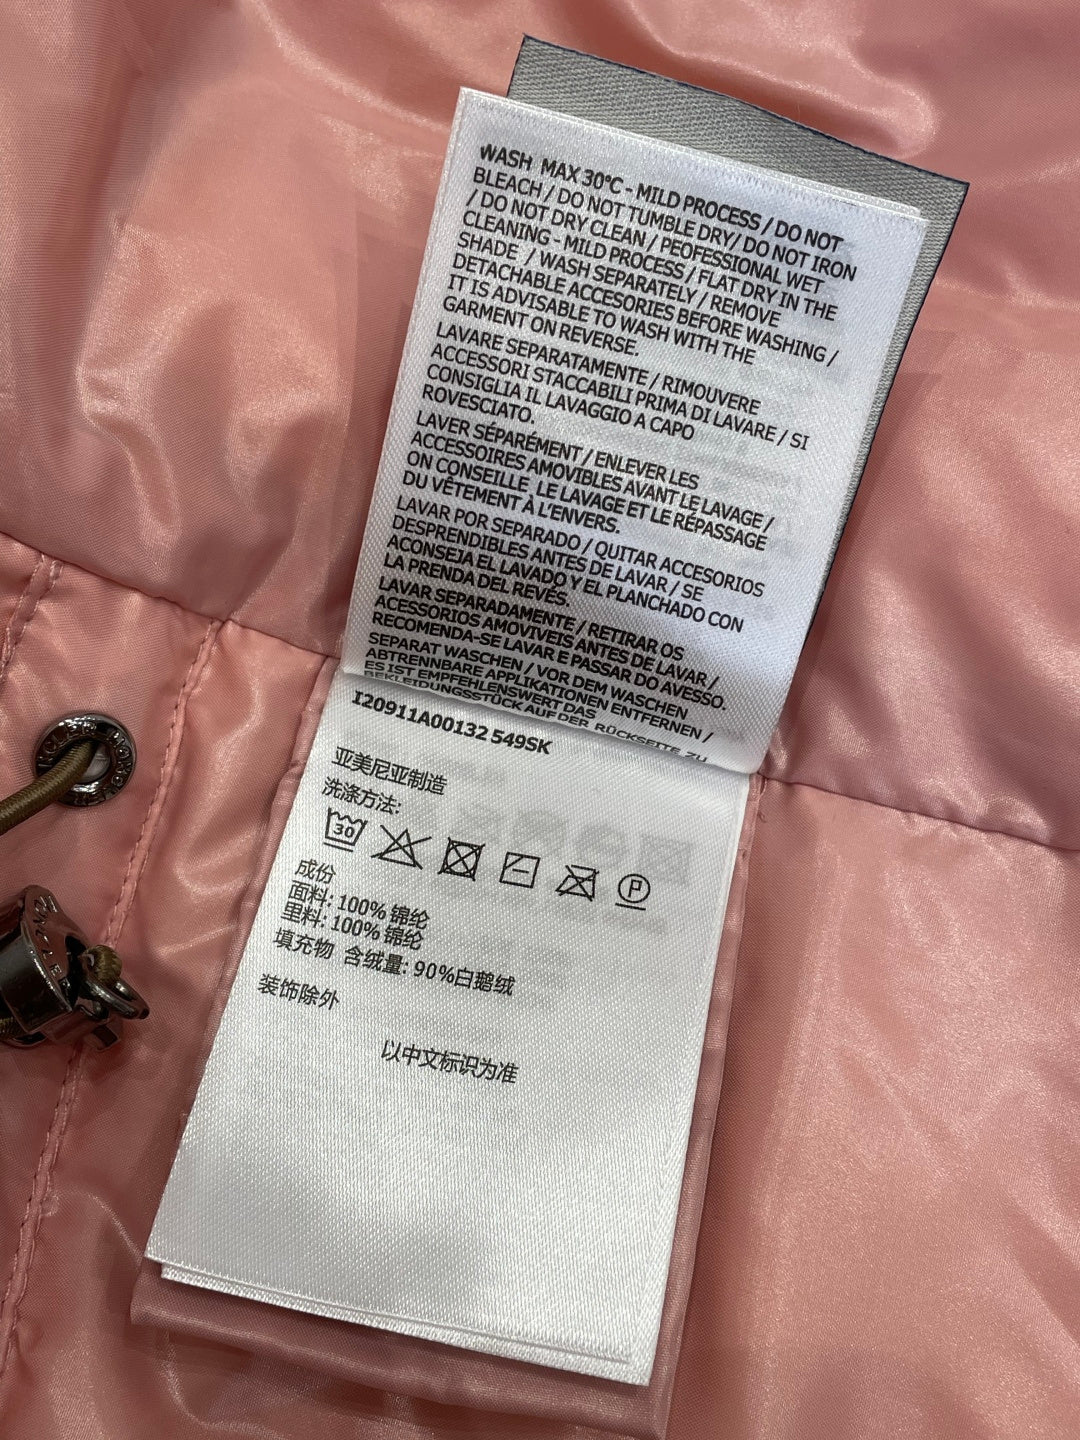 WASH MAX 30°C - MILD PROCESS / DO NOT
BLEACH / DO NOT TUMBLE DRY/ DO NOT IRON
/ DO NOT DRY CLEAN / PEOFESSIONAL WET
CLEANING - MILD PROCESS / FLAT DRY IN THE
SHADE / WASH SEPARATELY / REMOVE
DETACHABLE ACCESORIES BEFORE WASHING /
IT IS ADVISABLE TO WASH WITH THE
GARMENT ON REVERSE.
LAVARE SEPARATAMENTE / RIMOUVERE
ACCESSORI STACCABILI PRIMA DI LAVARE / SI
CONSIGLIA IL LAVAGGIO A CAPO
ROVESCIATO.
LAVER SÉPARÉMENT / ENLEVER LES
ACCESSOIRES AMOVIBLES AVANT LE LAVAGE /
ON CONSEILLE LE LAVAGE ET LE RÉPASSAGE
DU VÊTEMENT À L'ENVERS.
LAVAR POR SEPARADO / QUITAR ACCESORIOS
DESPRENDIBLES ANTES DE LAVAR / SE
ACONSEJA EL LAVADO Y EL PLANCHADO CON
LA PRENDA DEL REVÉS.
LAVAR SEPARADAMENTE / RETIRAR OS
ACESSORIOS AMOVIVEIS ANTES DE LAVAR /
RECOMENDA-SE LAVAR E PASSAR DO AVESSO.
SEPARAT WASCHEN / VOR DEM WASCHEN
ABTRENNBARE APPLIKATIONEN ENTFERNEN /
ES IST EMPFEHLENSWERT DAS
BEKLEIDUNGSSTÜCK AUF DER RÜCKSEITE ZU
I20911A00132 549SK
亚美尼亚制造
洗涤方法:
30
P
成份
面料: 100% 锦纶
里料: 100% 锦纶
填充物 含绒量: 90%白鹅绒
装饰除外
以中文标识为准